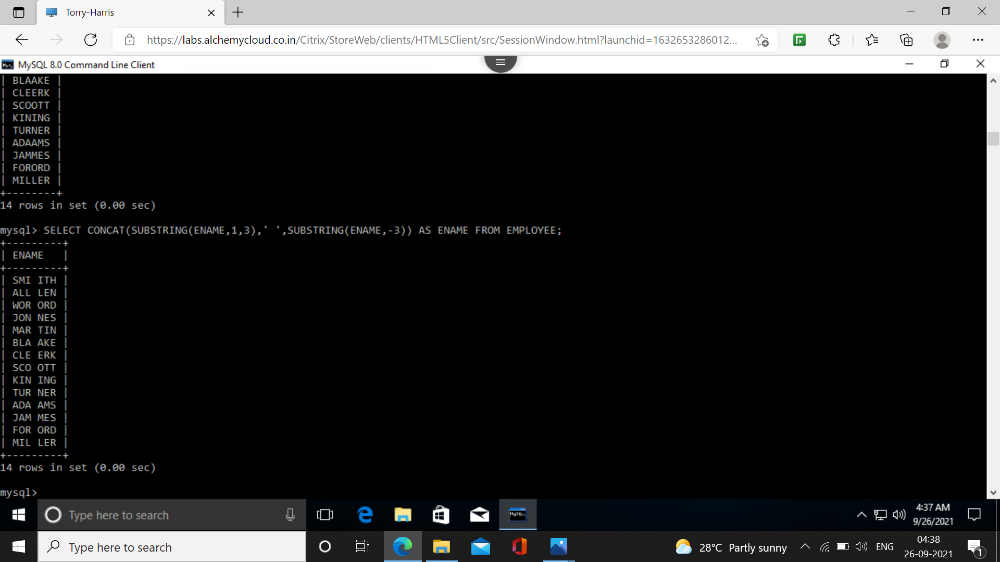 Torry-Harris
https://labs.alchemycloud.co.in/Citrix/StoreWeb/clients/HTML5Client/src/SessionWindow.html?launchid=1632653286012...
MySQL 8.0 Command Line Client
| BLAAKE |
| CLEERK |
| SCOOTT |
| KINING |
| TURNER |
| ADAAMS |
| JAMMES |
| FORORD |
| MILLER |
+--------+
14 rows in set (0.00 sec)
mysql> SELECT CONCAT(SUBSTRING(ENAME,1,3),' ',SUBSTRING(ENAME,-3)) AS ENAME FROM EMPLOYEE;
+---------+
| ENAME   |
+---------+
| SMI ITH |
| ALL LEN |
| WOR ORD |
| JON NES |
| MAR TIN |
| BLA AKE |
| CLE ERK |
| SCO OTT |
| KIN ING |
| TUR NER |
| ADA AMS |
| JAM MES |
| FOR ORD |
| MIL LER |
+---------+
14 rows in set (0.00 sec)
mysql>
Type here to search
4:37 AM
9/26/2021
Type here to search
28°C Partly sunny
ENG
04:38
26-09-2021
1